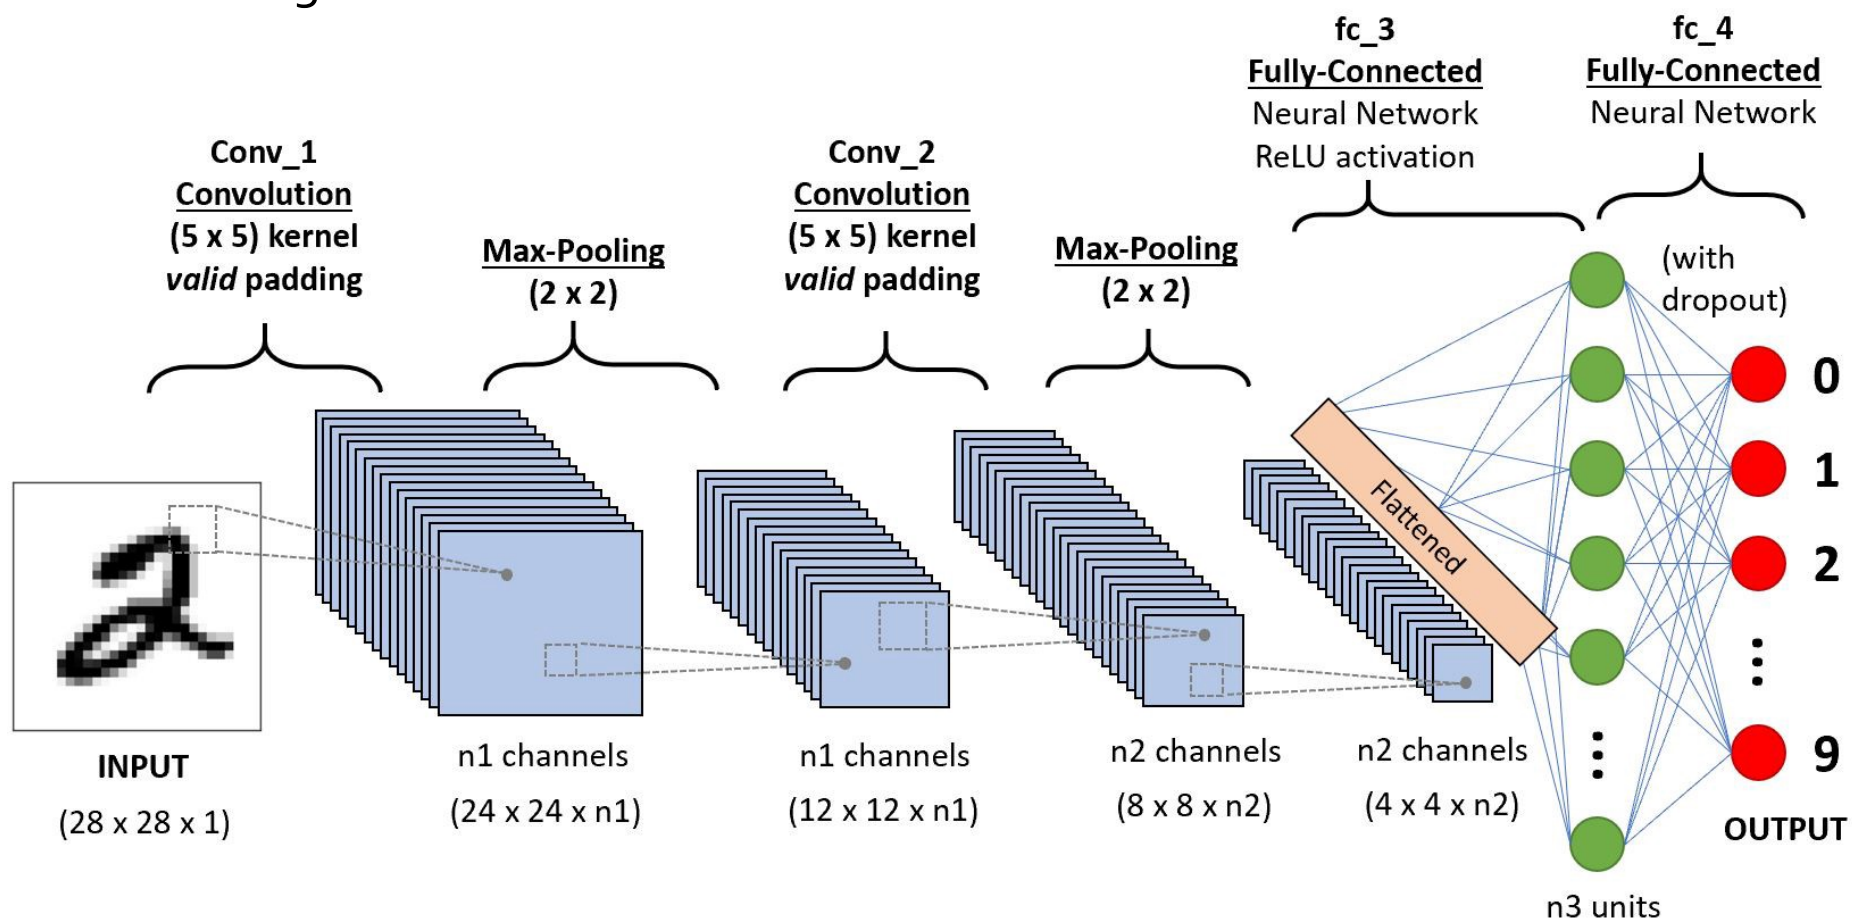 Conv_1
Convolution
(5 x 5) kernel
valid padding
Max-Pooling
(2 x 2)
Conv_2
Convolution
(5 x 5) kernel
valid padding
Max-Pooling
(2 x 2)
fc_3
Fully-Connected
Neural Network
ReLU activation
fc_4
Fully-Connected
Neural Network
(with
dropout)
Flattened
0
1
2
9
2
INPUT
(28 x 28 x 1)
n1 channels
(24 x 24 x n1)
n1 channels
(12 x 12 x n1)
n2 channels
(8 x 8 x n2)
n2 channels
(4 x 4 x n2)
OUTPUT
n3 units